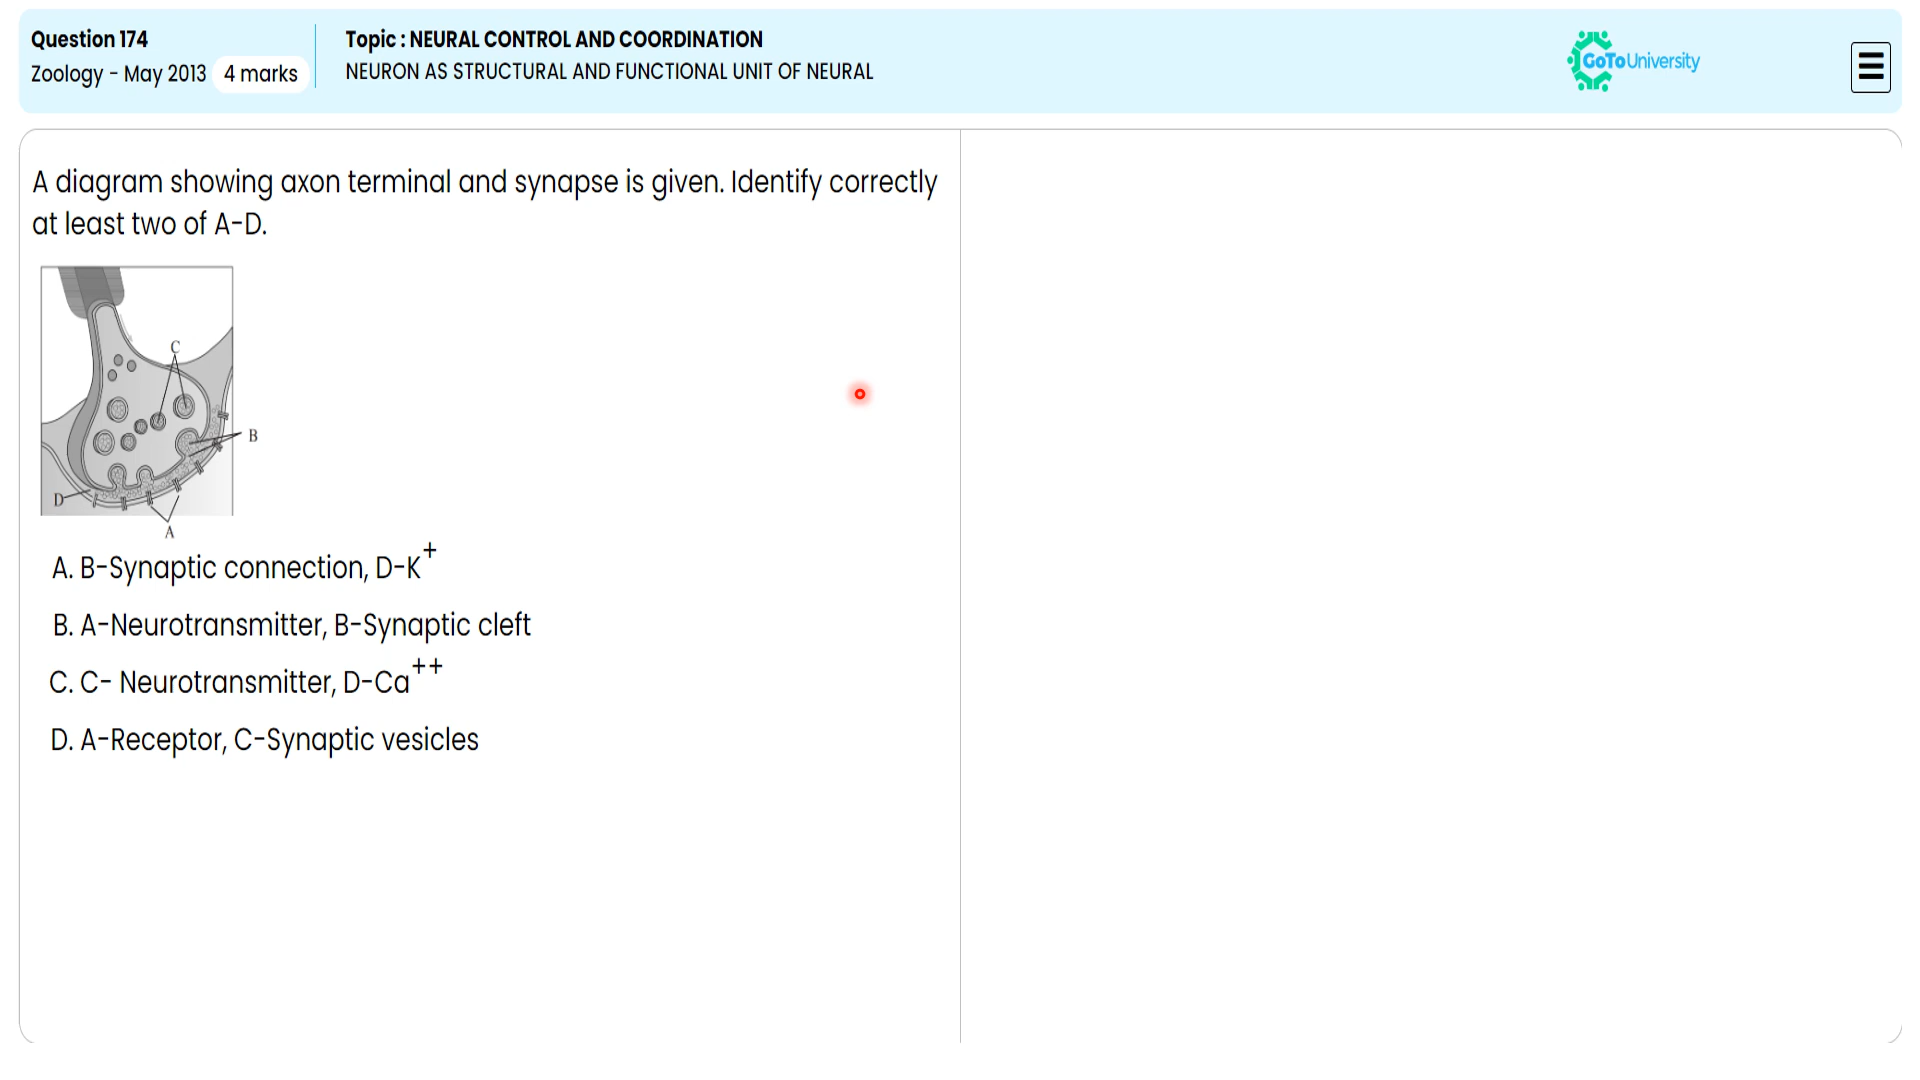 Question 174
Zoology - May 2013 4 marks
Topic : NEURAL CONTROL AND COORDINATION
NEURON AS STRUCTURAL AND FUNCTIONAL UNIT OF NEURAL
GoToUniversity
A diagram showing axon terminal and synapse is given. Identify correctly
at least two of A-D.
C
B
D
A
A. B-Synaptic connection, D-K+
B. A-Neurotransmitter, B-Synaptic cleft
C. C- Neurotransmitter, D-Ca++
D. A-Receptor, C-Synaptic vesicles